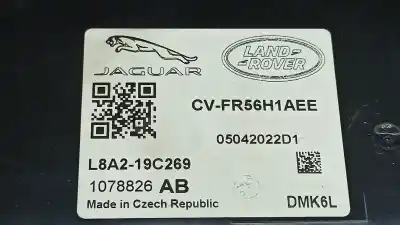 JAGUAR
LAND
ROVER
CV-FR56H1AEE
05042022D1
L8A2-19C269
1078826 AB
Made in Czech Republic
DMK6L